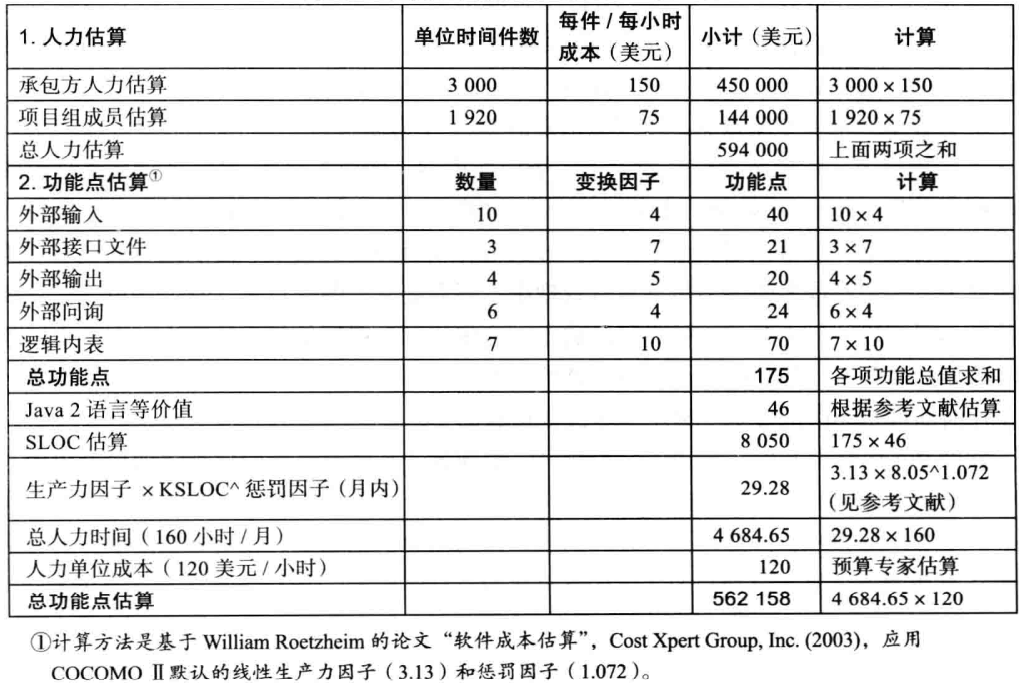 1. 人力估算 单位时间件数 每件 / 每小时成本（美元） 小计（美元） 计算
承包方人力估算 3 000 150 450 000 3 000 × 150
项目组成员估算 1 920 75 144 000 1 920 × 75
总人力估算 594 000 上面两项之和
2. 功能点估算① 数量 变换因子 功能点 计算
外部输入 10 4 40 10 × 4
外部接口文件 3 7 21 3 × 7
外部输出 4 5 20 4 × 5
外部问询 6 4 24 6 × 4
逻辑内表 7 10 70 7 × 10
总功能点 175 各项功能总值求和
Java 2 语言等价值 46 根据参考文献估算
SLOC 估算 8 050 175 × 46
生产力因子 × KSLOC^ 惩罚因子（月内） 29.28 3.13 × 8.05^1.072（见参考文献）
总人力时间（160 小时 / 月） 4 684.65 29.28 × 160
人力单位成本（120 美元 / 小时） 120 预算专家估算
总功能点估算 562 158 4 684.65 × 120
①计算方法是基于 William Roetzheim 的论文“软件成本估算”，Cost Xpert Group, Inc. (2003)，应用
COCOMO Ⅱ默认的线性生产力因子（3.13）和惩罚因子（1.072）。